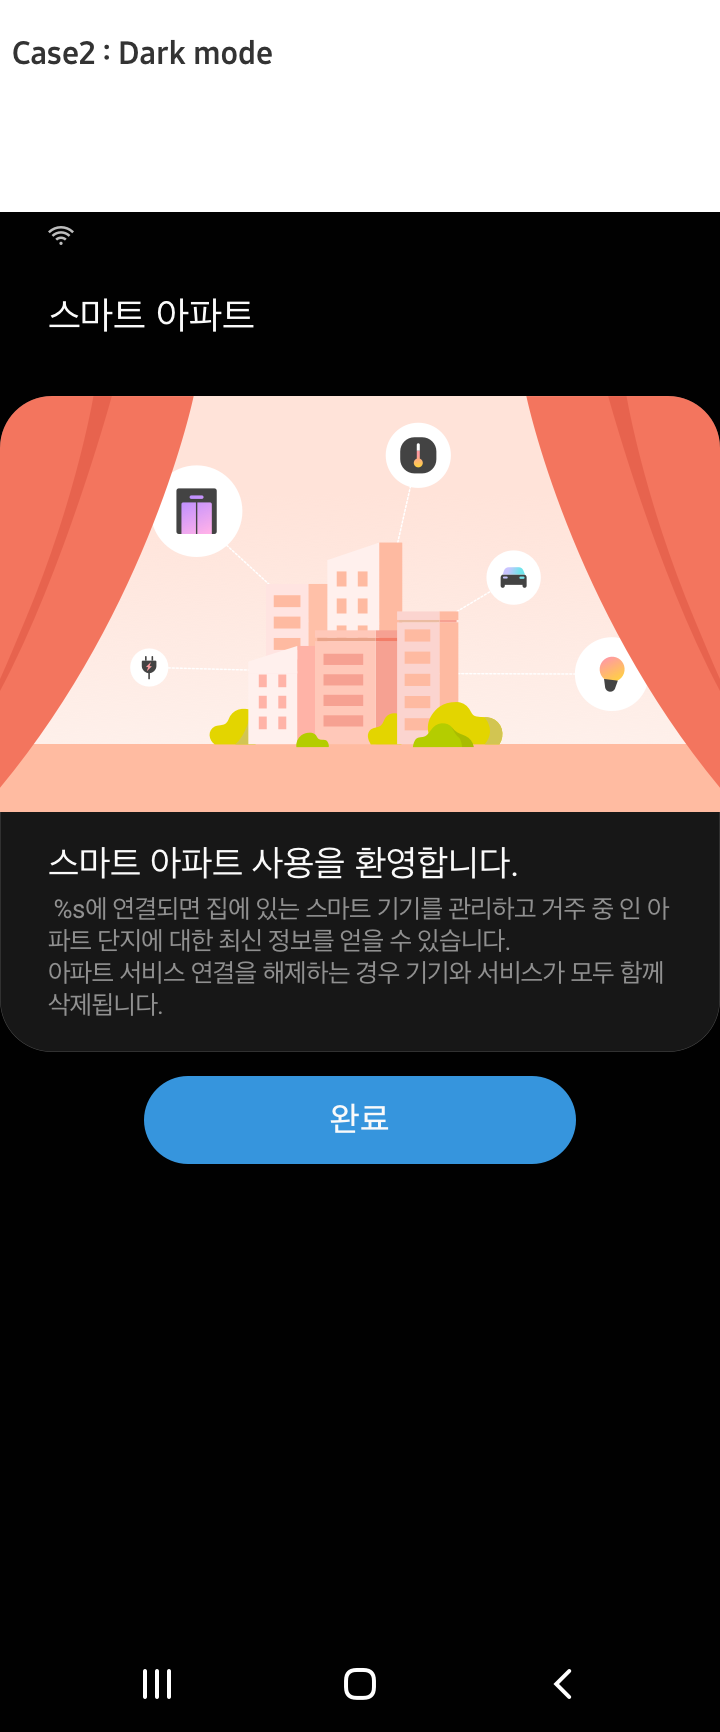 Case2 : Dark mode
스마트 아파트
스마트 아파트 사용을 환영합니다.
%s에 연결되면 집에 있는 스마트 기기를 관리하고 거주 중 인 아
파트 단지에 대한 최신 정보를 얻을 수 있습니다.
아파트 서비스 연결을 해제하는 경우 기기와 서비스가 모두 함께
삭제됩니다.
완료